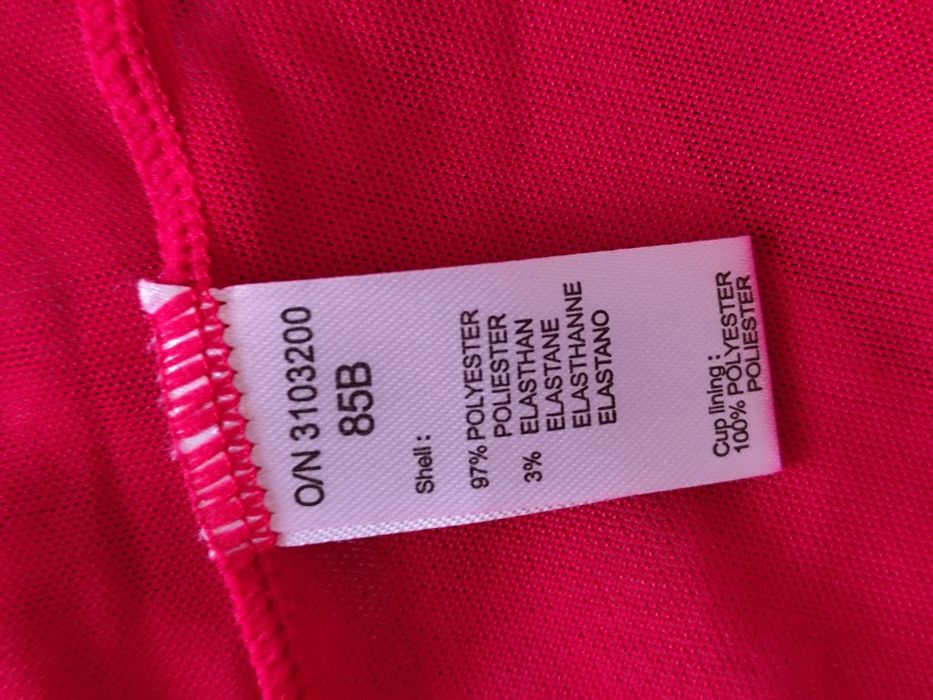 O/N 3103200
85B
Shell :
97% POLYESTER
POLIESTER
3% ELASTHAN
ELASTANE
ELASTHANNE
ELASTANO
Cup lining :
100% POLYESTER
POLIESTER